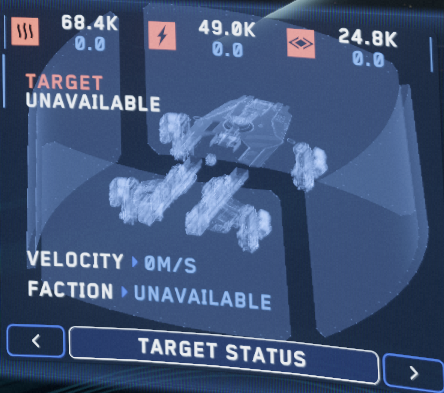 68.4K 49.0K 24.8K
0.0 0.0 0.0
TARGET
UNAVAILABLE
VELOCITY 0M/S
FACTION UNAVAILABLE
< TARGET STATUS >